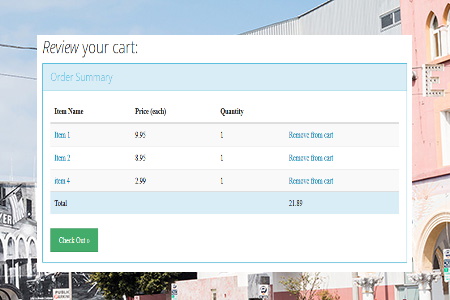 Review your cart:
Order Summary
Item Name Price (each) Quantity
Item 1 9.95 1 Remove from cart
Item 2 8.95 1 Remove from cart
item 4 2.99 1 Remove from cart
Total 21.89
Check Out »
PUBLIC
PARKING